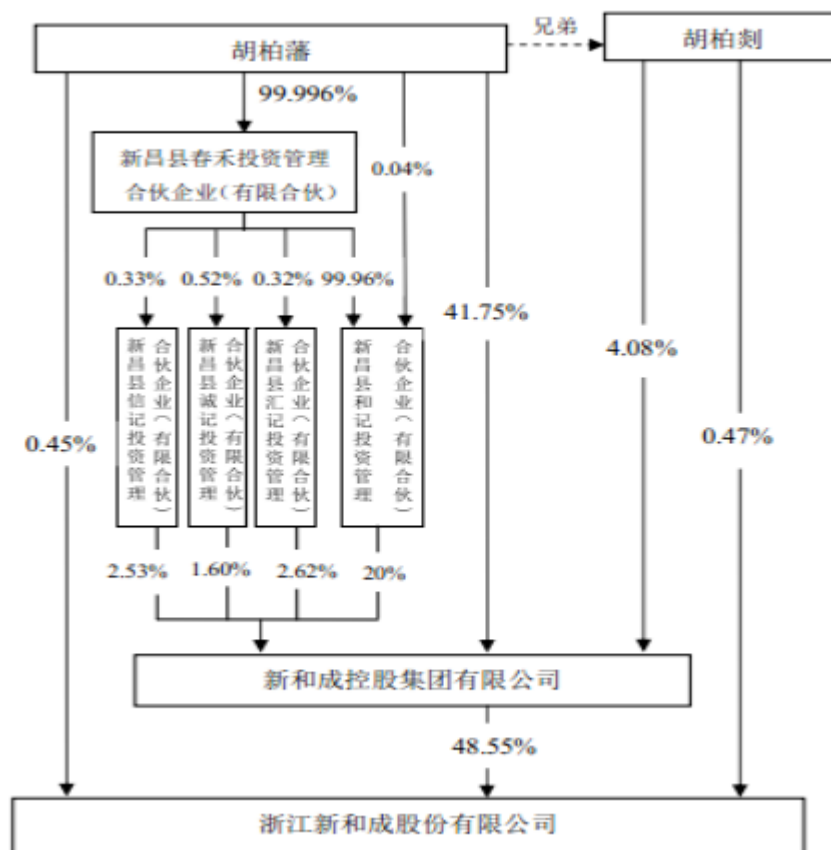 胡柏藩
兄弟
胡柏剡
99.996%
新昌县春禾投资管理
合伙企业（有限合伙）
0.04%
0.33%
0.52%
0.32%
99.96%
41.75%
4.08%
0.45%
0.47%
新昌县信记投资管理
合伙企业（有限合伙）
新昌县诚记投资管理
合伙企业（有限合伙）
新昌县汇记投资管理
合伙企业（有限合伙）
新昌县和记投资管理
合伙企业（有限合伙）
2.53%
1.60%
2.62%
20%
新和成控股集团有限公司
48.55%
浙江新和成股份有限公司